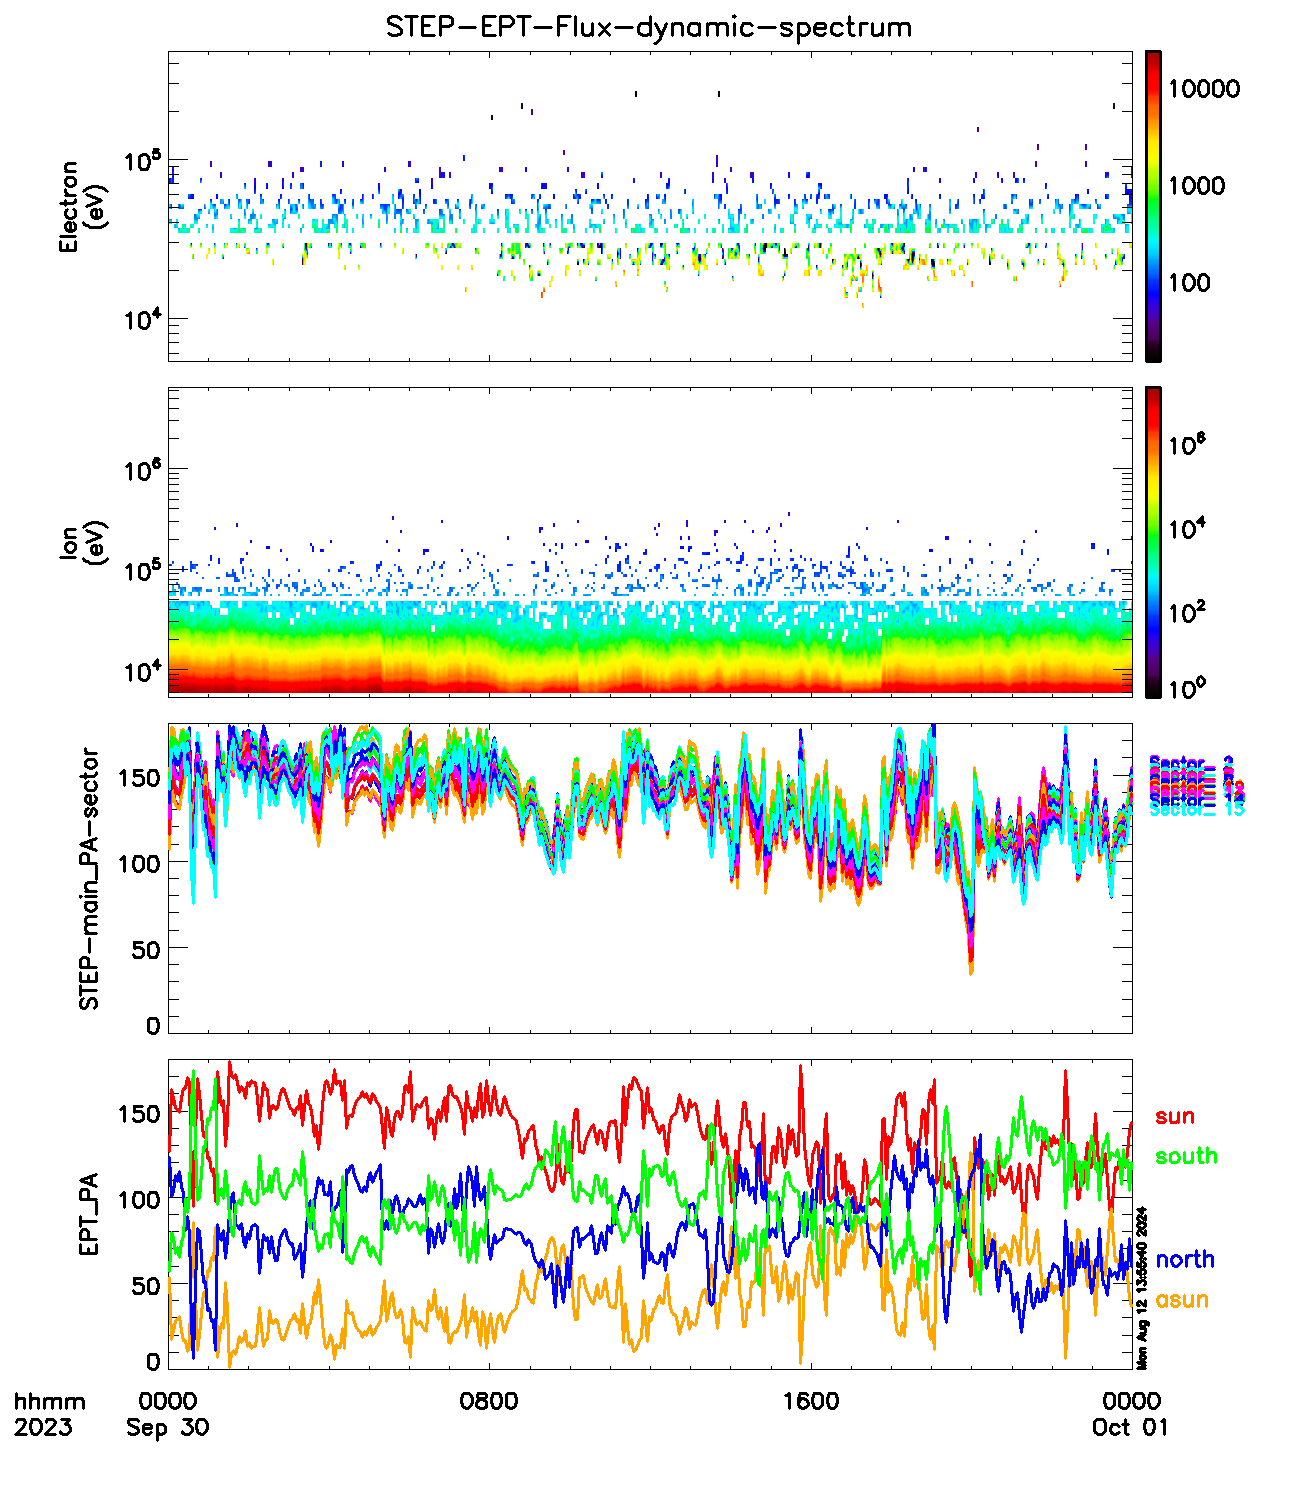 STEP-EPT-Flux-dynamic-spectrum
Electron
(eV)
10⁵
10⁴
10000
1000
100
Ion
(eV)
10⁶
10⁵
10⁴
10⁶
10⁴
10²
10⁰
STEP-main_PA-sector
150
100
50
0
Sector_ 15
EPT_PA
150
100
50
0
sun
south
north
asun
Mon Aug 12 13:55:40 2024
hhmm
2023
0000
Sep 30
0800
1600
0000
Oct 01